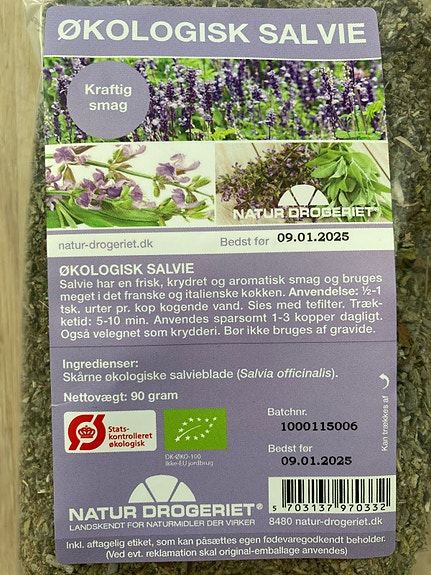 ØKOLOGISK SALVIE
Kraftig
smag
NATUR DROGERIET®
natur-drogeriet.dk
Bedst før 09.01.2025
ØKOLOGISK SALVIE
Salvie har en frisk, krydret og aromatisk smag og bruges
meget i det franske og italienske køkken. Anvendelse: ½-1
tsk. urter pr. kop kogende vand. Sies med tefilter. Træk-
ketid: 5-10 min. Anvendes sparsomt 1-3 kopper dagligt.
Også velegnet som krydderi. Bør ikke bruges af gravide.
Ingredienser:
Skårne økologiske salvieblade (Salvia officinalis).
Nettovægt: 90 gram
Kan trækkes af
Stats-
kontrolleret
økologisk
Ø
DK-ØKO-100
Ikke-EU jordbrug
Batchnr.
1000115006
Bedst før
09.01.2025
5 703137 970332
NATUR DROGERIET®
LANDSKENDT FOR NATURMIDLER DER VIRKER
8480 natur-drogeriet.dk
Inkl. aftagelig etiket, som kan påsættes egen fødevaregodkendt beholder.
(Ved evt. reklamation skal original-emballage anvendes)